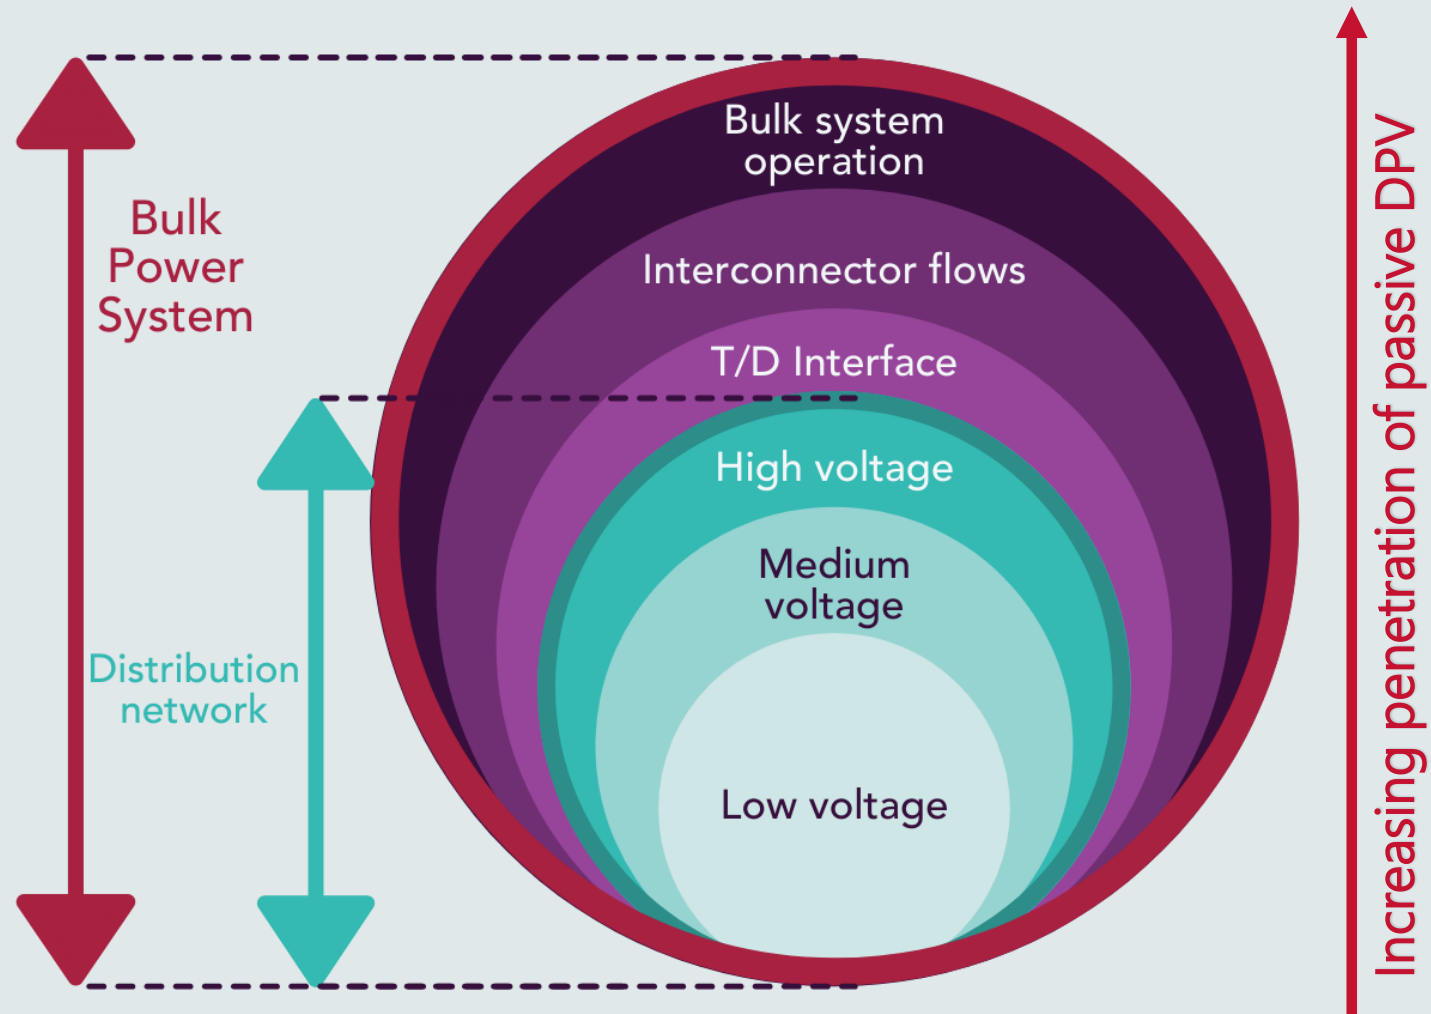 Bulk
Power
System
Distribution
network
Bulk system
operation
Interconnector flows
T/D Interface
High voltage
Medium
voltage
Low voltage
Increasing penetration of passive DPV